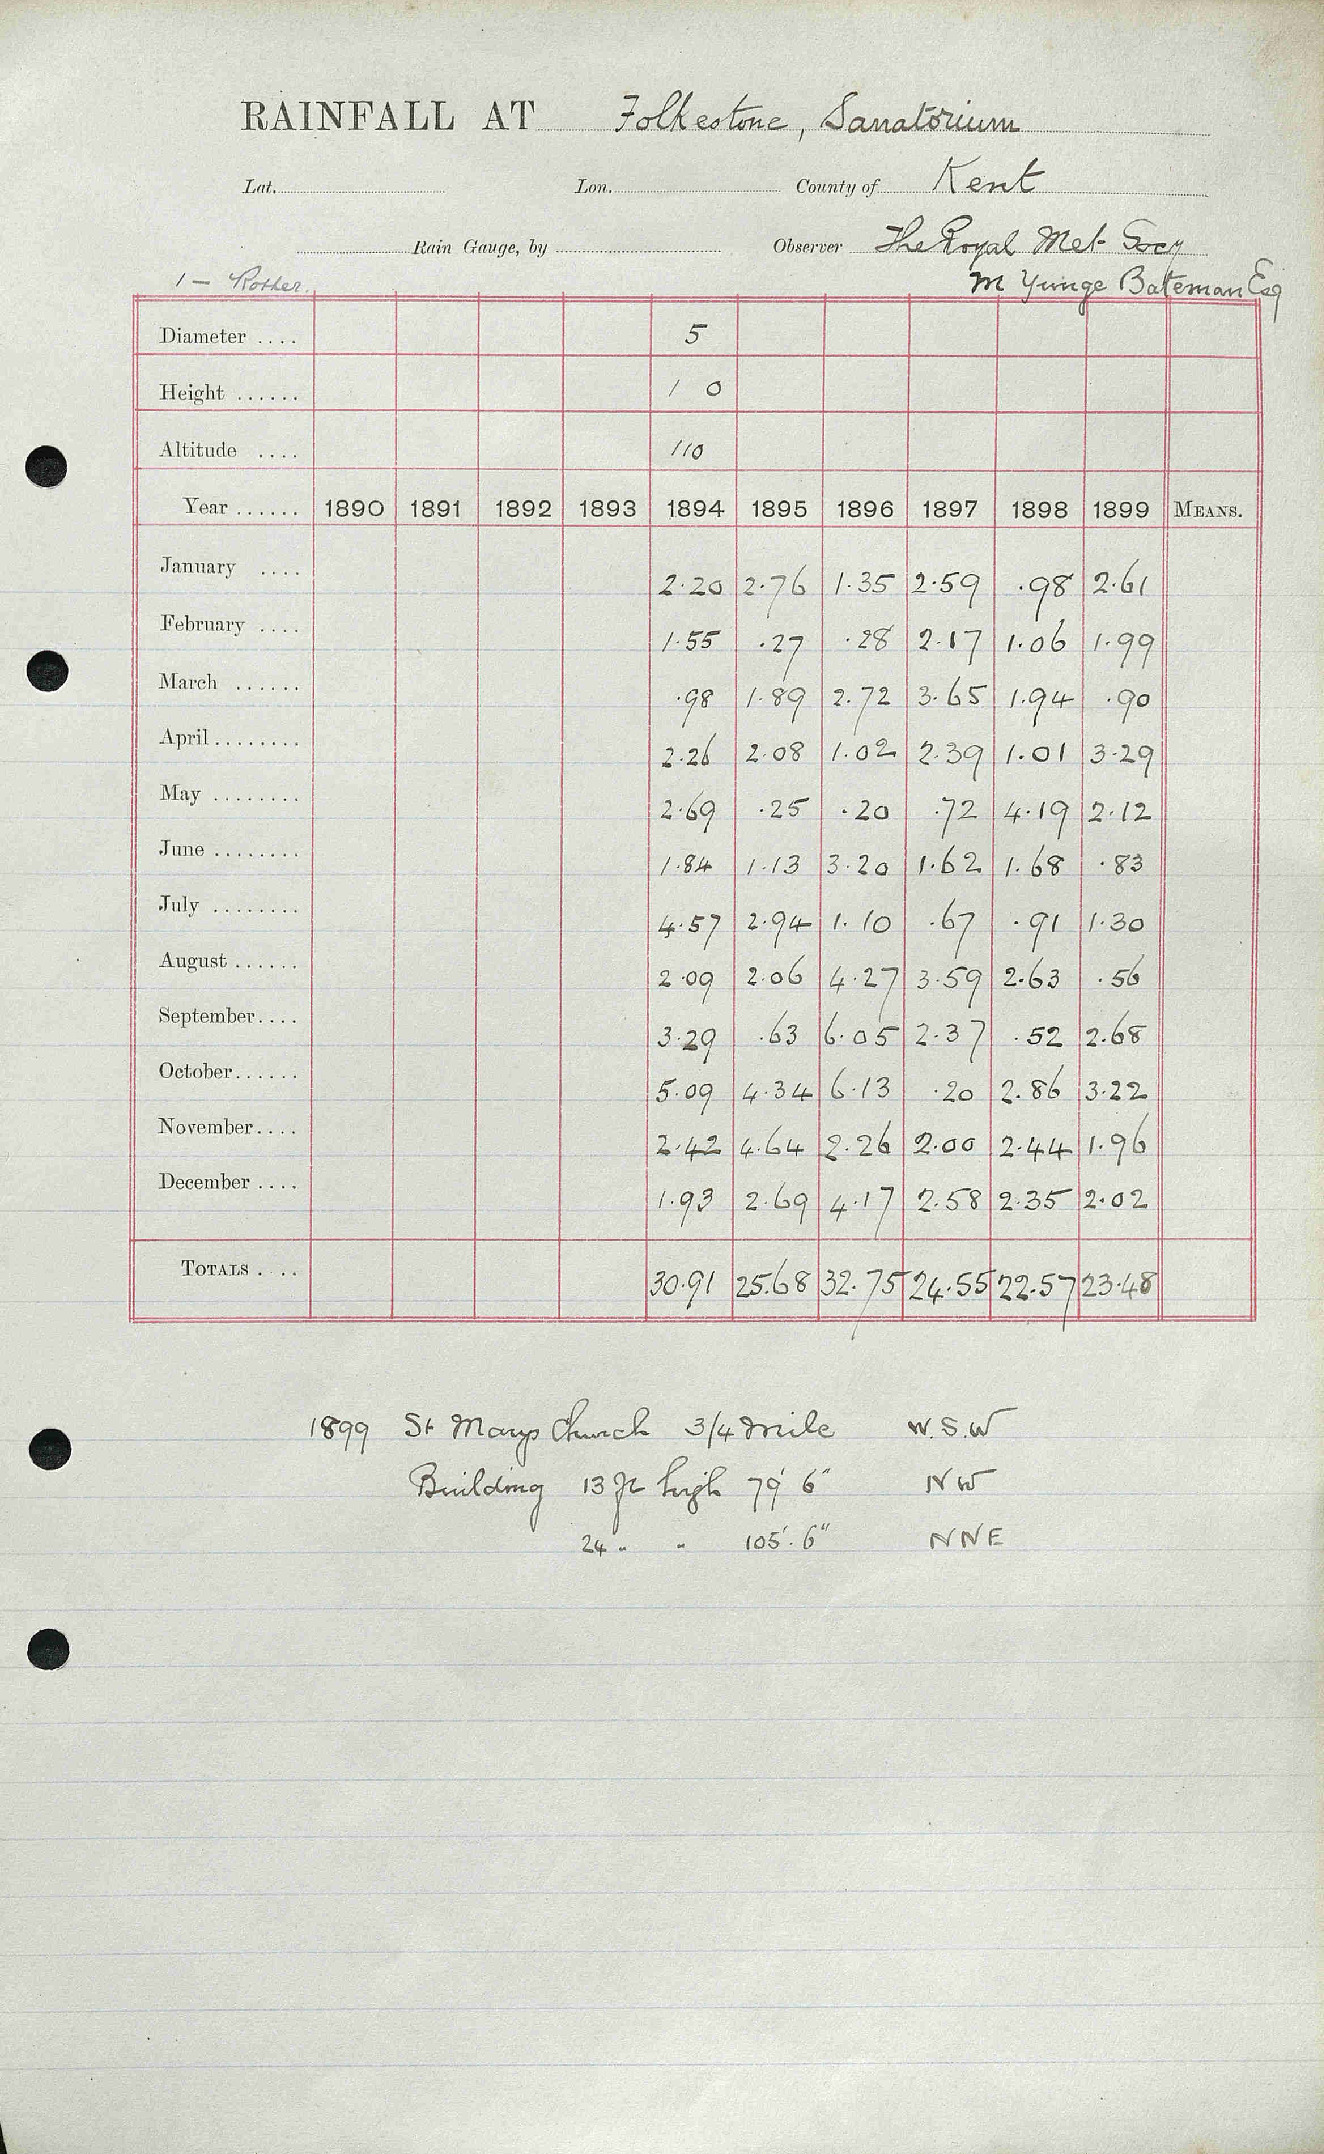 RAINFALL AT Folkestone, Sanatorium
Lat. Lon. County of Kent
Rain Gauge, by Observer The Royal Met Socy
1 — Rother. M Yunge Bateman Esq
Diameter .... 5
Height ...... 1 0
Altitude .... 110
Year ...... 1890 1891 1892 1893 1894 1895 1896 1897 1898 1899 MEANS.
January .... 2.20 2.76 1.35 2.59 .98 2.61
February .... 1.55 .27 .28 2.17 1.06 1.99
March ...... .98 1.89 2.72 3.65 1.94 .90
April ........ 2.26 2.08 1.02 2.39 1.01 3.29
May ........ 2.69 .25 .20 .72 4.19 2.12
June ........ 1.84 1.13 3.20 1.62 1.68 .83
July ........ 4.57 2.94 1.10 .67 .91 1.30
August ...... 2.09 2.06 4.27 3.59 2.63 .56
September.... 3.29 .63 6.05 2.37 .52 2.68
October...... 5.09 4.34 6.13 .20 2.86 3.22
November.... 2.42 4.64 2.26 2.00 2.44 1.96
December .... 1.93 2.69 4.17 2.58 2.35 2.02
TOTALS .... 30.91 25.68 32.75 24.55 22.57 23.48
1899 St Marys Church 3/4 mile W.S.W
Building 13 ft high 79' 6" NW
24 " " 105'. 6" NNE